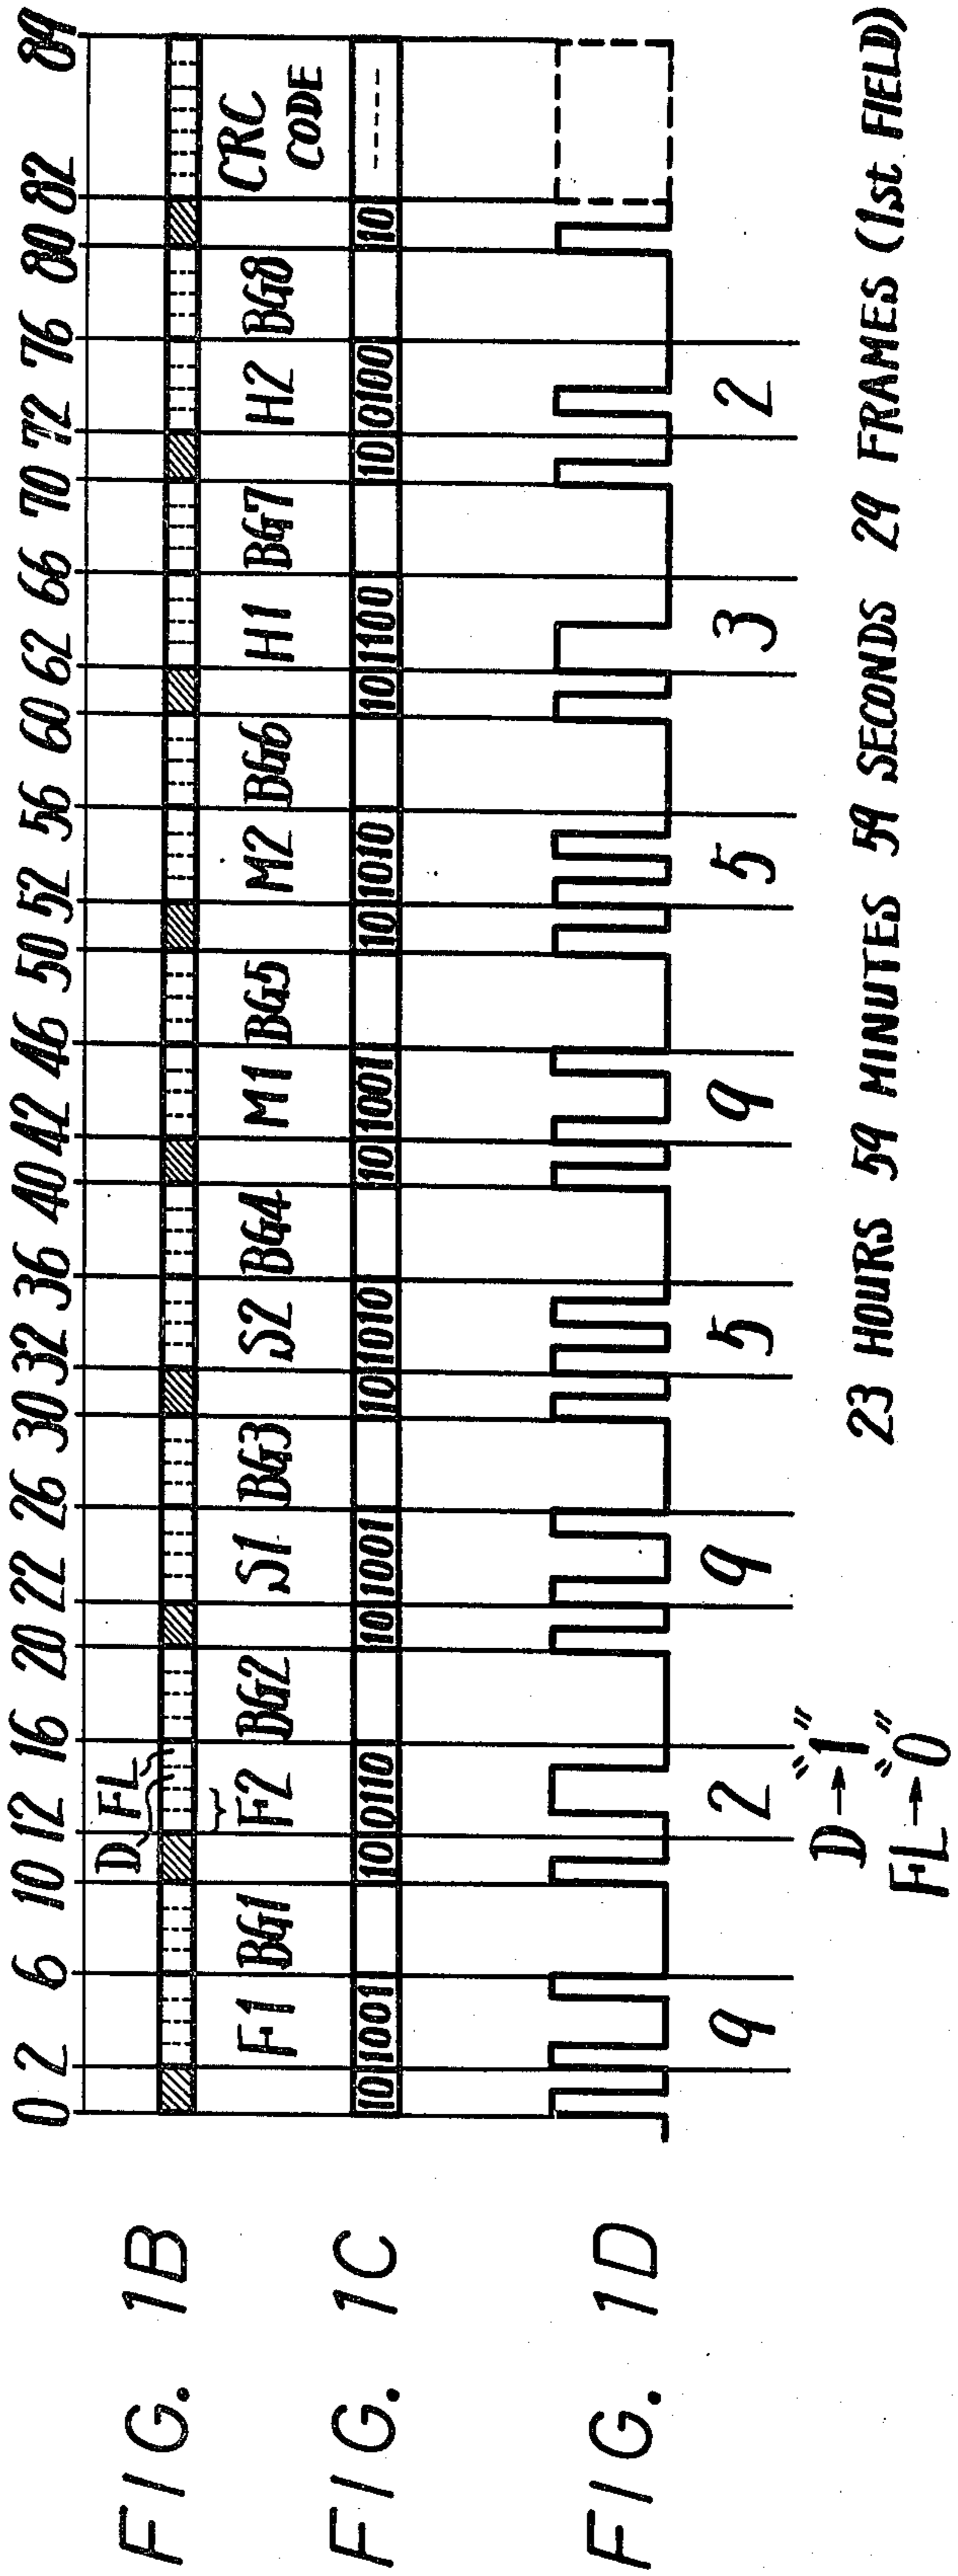 0 2 6 10 12 16 20 22 26 30 32 36 40 42 46 50 52 56 60 62 66 70 72 76 80 82 89
FIG. 1B
D FL
F1 BG1 F2 BG2 S1 BG3 S2 BG4 M1 BG5 M2 BG6 H1 BG7 H2 BG8 CRC CODE
FIG. 1C
10 1001 10 0110 10 1001 10 1010 10 1001 10 1010 10 1100 10 0100 10 -----
FIG. 1D
9 2 9 5 9 5 3 2
D→"1"
FL→"0"
23 HOURS 59 MINUTES 59 SECONDS 29 FRAMES (1st FIELD)